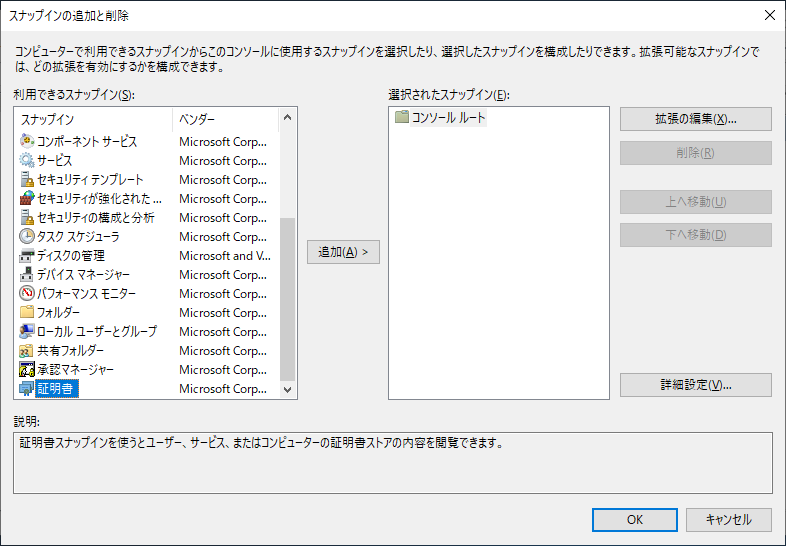 スナップインの追加と削除
コンピューターで利用できるスナップインからこのコンソールに使用するスナップインを選択したり、選択したスナップインを構成したりできます。拡張可能なスナップインで
は、どの拡張を有効にするかを構成できます。
利用できるスナップイン(S):
スナップイン ベンダー
コンポーネント サービス Microsoft Corp...
サービス Microsoft Corp...
セキュリティ テンプレート Microsoft Corp...
セキュリティが強化された ... Microsoft Corp...
セキュリティの構成と分析 Microsoft Corp...
タスク スケジューラ Microsoft Corp...
ディスクの管理 Microsoft and V...
デバイス マネージャー Microsoft Corp...
パフォーマンス モニター Microsoft Corp...
フォルダー Microsoft Corp...
ローカル ユーザーとグループ Microsoft Corp...
共有フォルダー Microsoft Corp...
承認マネージャー Microsoft Corp...
証明書 Microsoft Corp...
追加(A) >
選択されたスナップイン(E):
コンソール ルート
拡張の編集(X)...
削除(R)
上へ移動(U)
下へ移動(D)
詳細設定(V)...
説明:
証明書スナップインを使うとユーザー、サービス、またはコンピューターの証明書ストアの内容を閲覧できます。
OK
キャンセル